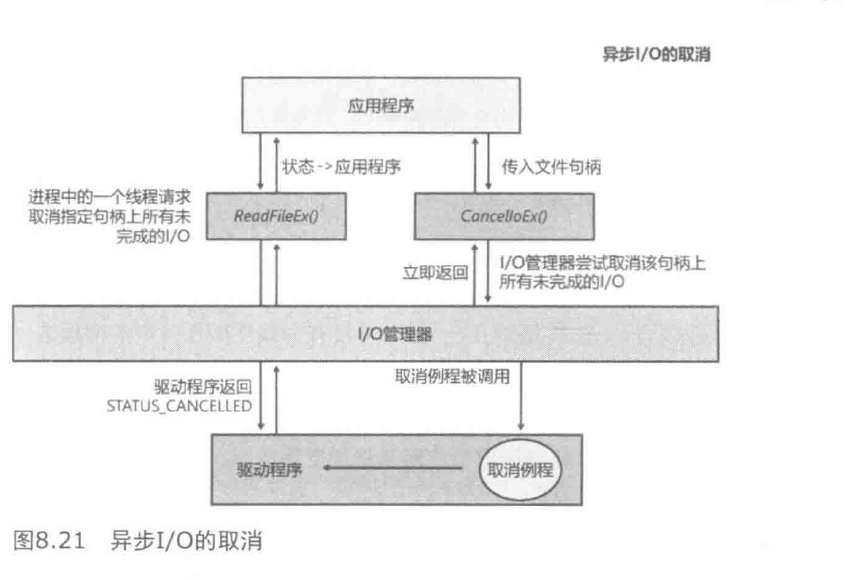 异步I/O的取消
应用程序
状态->应用程序
传入文件句柄
进程中的一个线程请求
取消指定句柄上所有未
完成的I/O
ReadFileEx()
CancelIoEx()
立即返回
I/O管理器尝试取消该句柄上
所有未完成的I/O
I/O管理器
驱动程序返回
STATUS_CANCELLED
取消例程被调用
驱动程序
取消例程
图8.21 异步I/O的取消